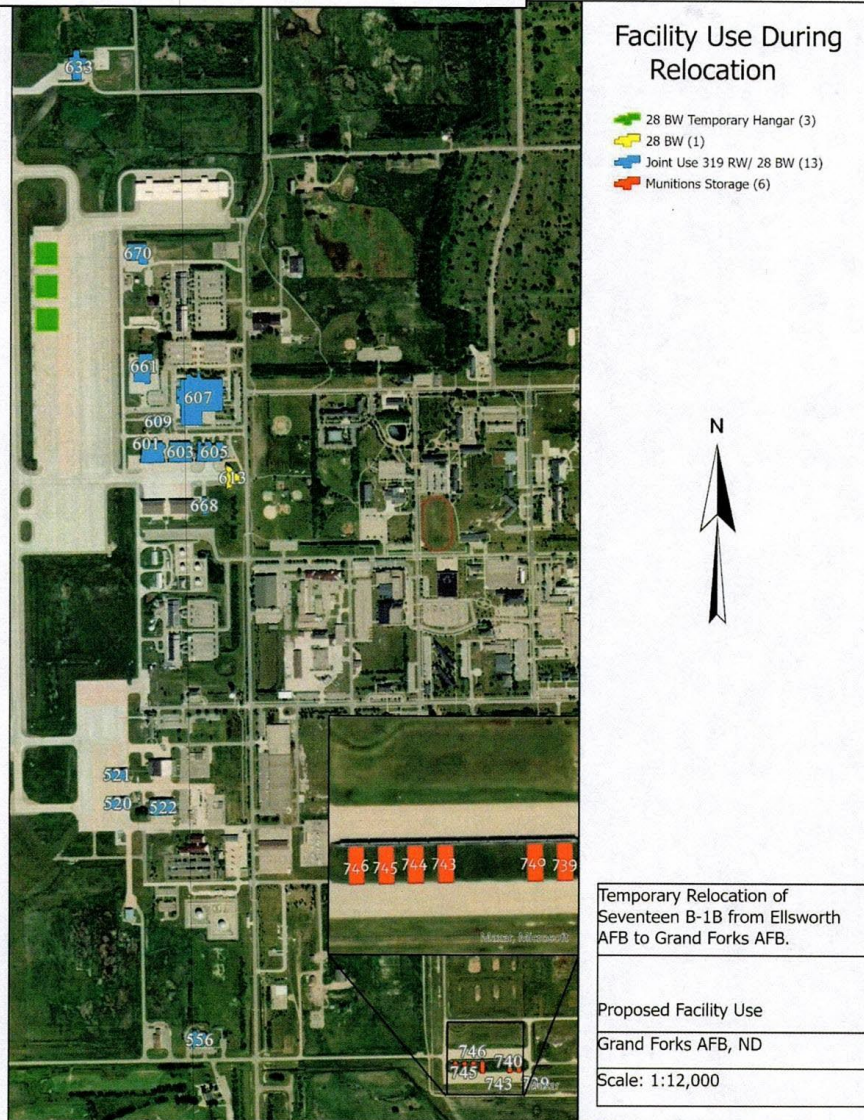 Facility Use During
Relocation
28 BW Temporary Hangar (3)
28 BW (1)
Joint Use 319 RW/ 28 BW (13)
Munitions Storage (6)
N
633
670
661
607
609
601 603 605
613
668
521
520 522
746 745 744 743 740 739
Maxar, Microsoft
556
746
740
745
743 739
Temporary Relocation of
Seventeen B-1B from Ellsworth
AFB to Grand Forks AFB.
Proposed Facility Use
Grand Forks AFB, ND
Scale: 1:12,000